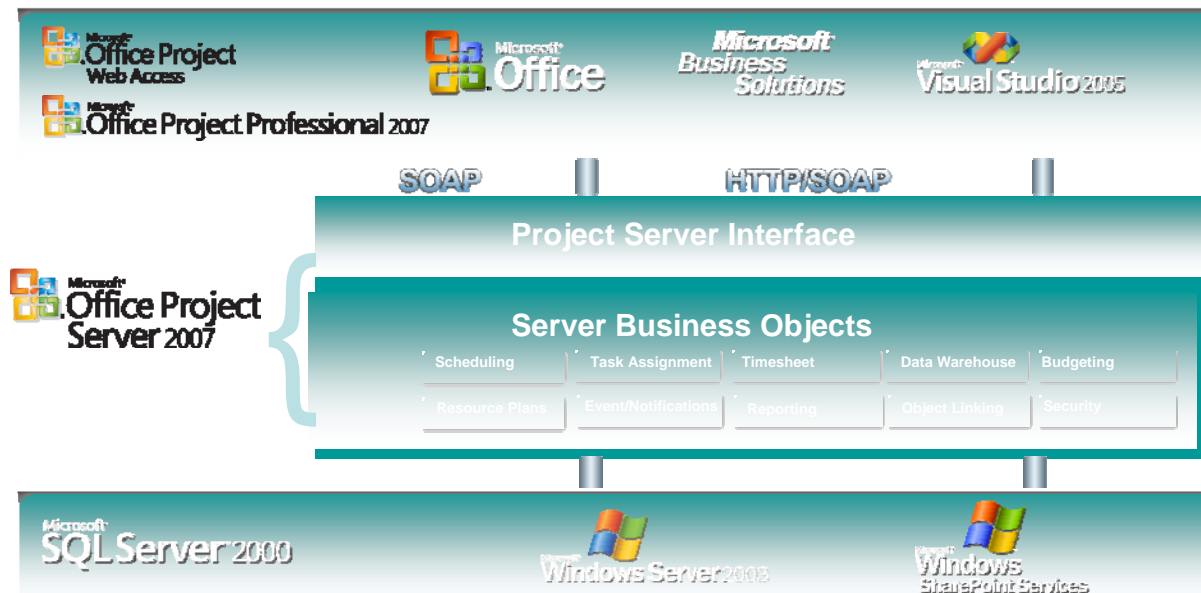 Microsoft
Office Project
Web Access
Microsoft
Office Project Professional 2007
Microsoft
Office
Microsoft
Business
Solutions
Microsoft
Visual Studio 2005
SOAP
HTTP/SOAP
Project Server Interface
Microsoft
Office Project
Server 2007
Server Business Objects
Scheduling
Task Assignment
Timesheet
Data Warehouse
Budgeting
Resource Plans
Event/Notifications
Reporting
Object Linking
Security
Microsoft
SQL Server 2000
Windows Server 2003
Microsoft
Windows
SharePoint Services